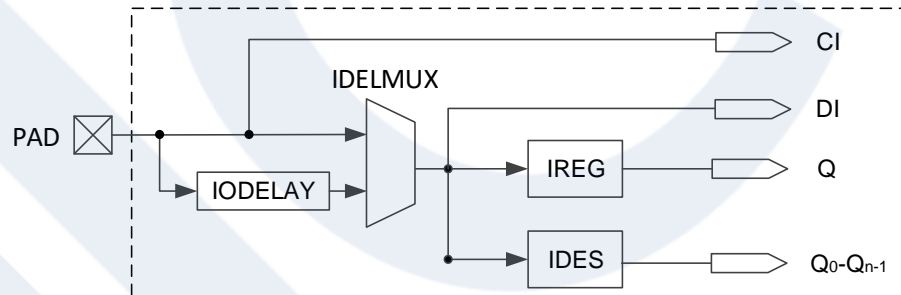 CI
IDELMUX
DI
PAD
IREG
Q
IODELAY
IDES
Q0-Qn-1